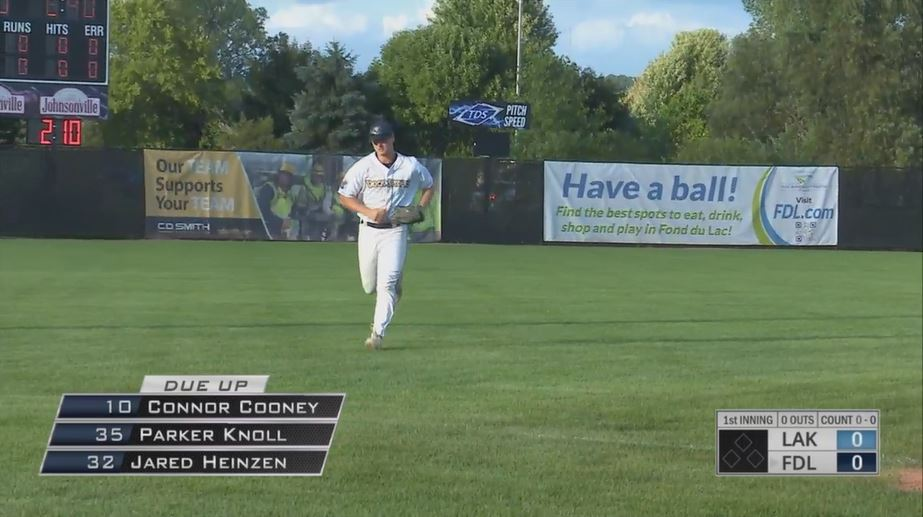 RUNS HITS ERR
0 0 0
0 0 0
Johnsonville
2:10
TDS
PITCH
SPEED
Our TEAM
Supports
Your TEAM
C.D. SMITH
Have a ball!
Find the best spots to eat, drink,
shop and play in Fond du Lac!
Visit
FDL.com
DUE UP
10 CONNOR COONEY
35 PARKER KNOLL
32 JARED HEINZEN
1st INNING 0 OUTS COUNT 0 - 0
LAK 0
FDL 0